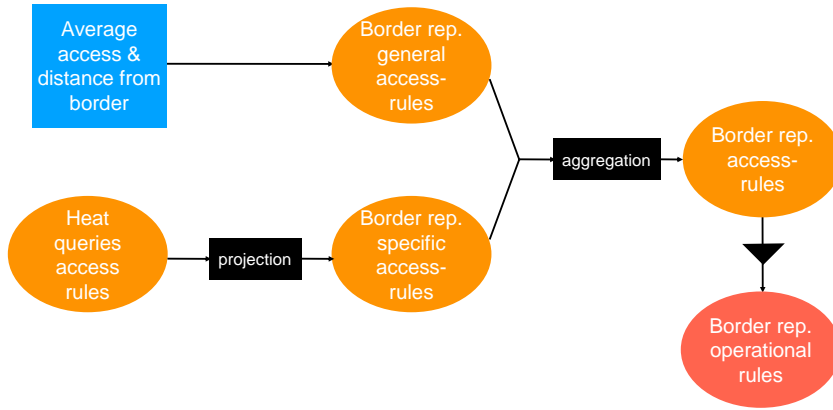 Average
access &
distance from
border
Border rep.
general
access-
rules
aggregation
Border rep.
access-
rules
Heat
queries
access
rules
projection
Border rep.
specific
access-
rules
Border rep.
operational
rules